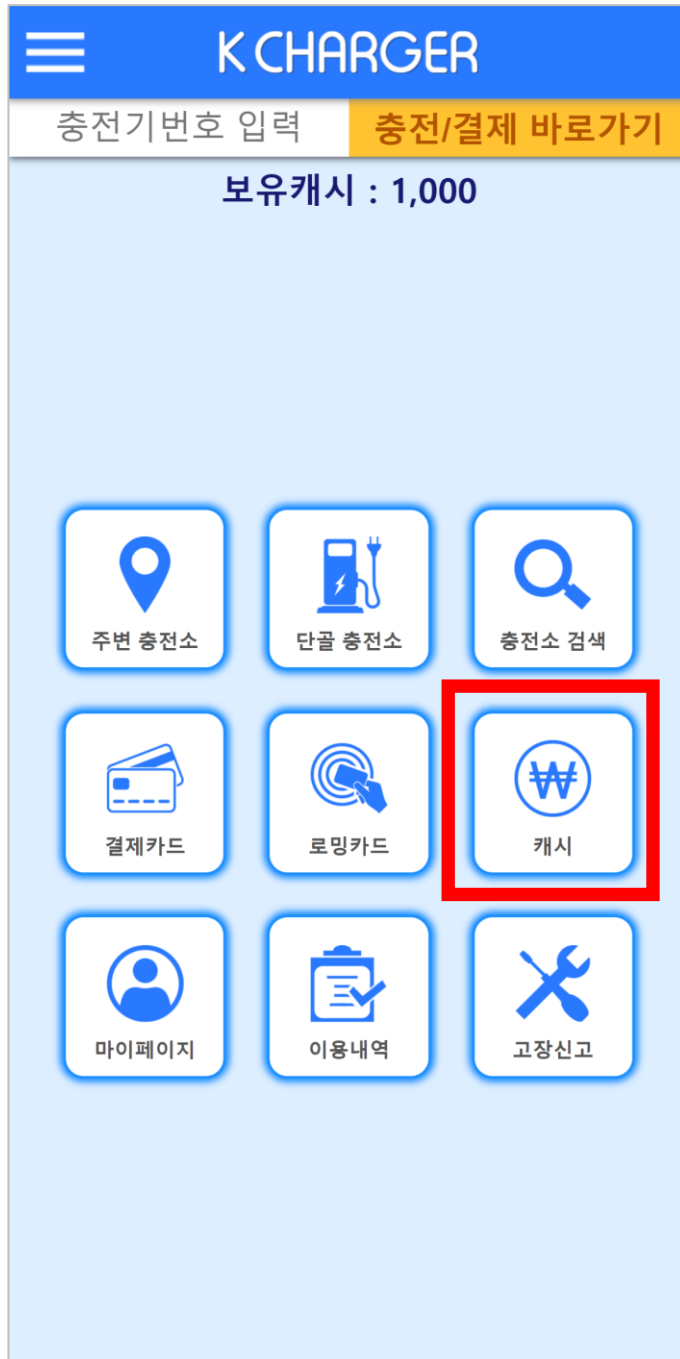 K CHARGER
충전기번호 입력 충전/결제 바로가기
보유캐시 : 1,000
주변 충전소 단골 충전소 충전소 검색
결제카드 로밍카드 캐시
마이페이지 이용내역 고장신고